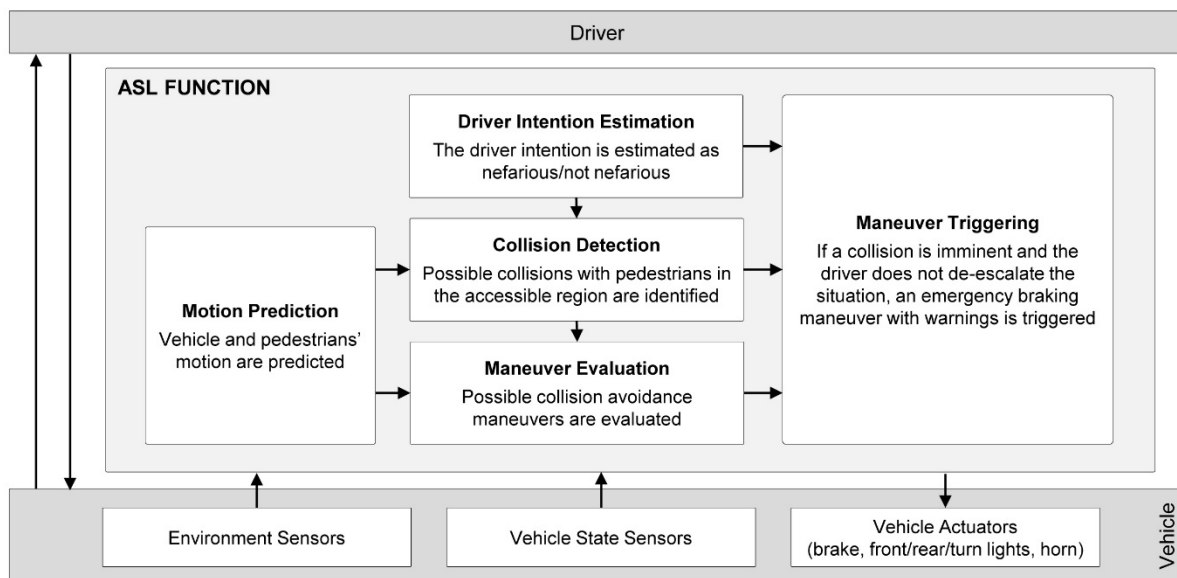 Driver
ASL FUNCTION
Driver Intention Estimation
The driver intention is estimated as
nefarious/not nefarious
Collision Detection
Possible collisions with pedestrians in
the accessible region are identified
Motion Prediction
Vehicle and pedestrians'
motion are predicted
Maneuver Evaluation
Possible collision avoidance
maneuvers are evaluated
Maneuver Triggering
If a collision is imminent and the
driver does not de-escalate the
situation, an emergency braking
maneuver with warnings is triggered
Environment Sensors
Vehicle State Sensors
Vehicle Actuators
(brake, front/rear/turn lights, horn)
Vehicle